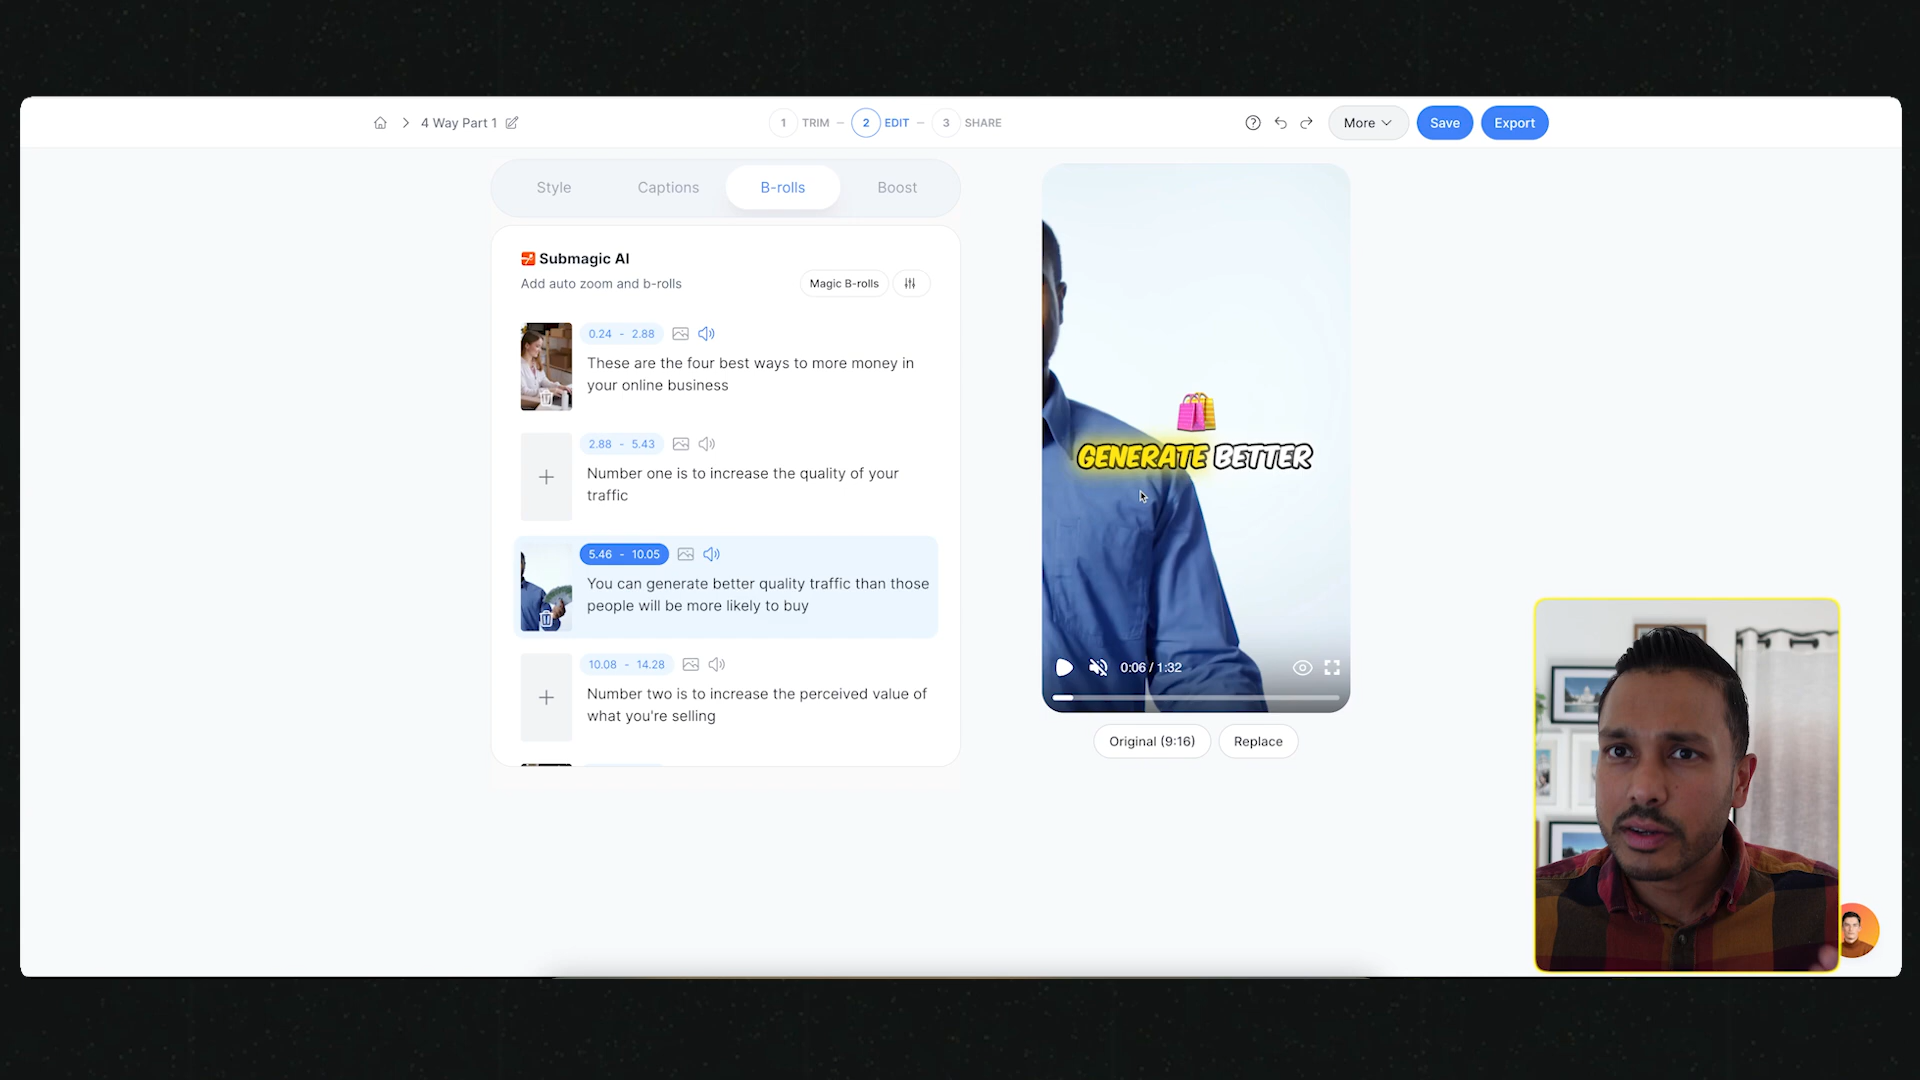 4 Way Part 1
1 TRIM – 2 EDIT – 3 SHARE
More
Save
Export
Style
Captions
B-rolls
Boost
Submagic AI
Add auto zoom and b-rolls
Magic B-rolls
0.24 - 2.88
These are the four best ways to more money in
your online business
2.88 - 5.43
Number one is to increase the quality of your
traffic
5.46 - 10.05
You can generate better quality traffic than those
people will be more likely to buy
10.08 - 14.28
Number two is to increase the perceived value of
what you're selling
GENERATE BETTER
0:06 / 1:32
Original (9:16)
Replace